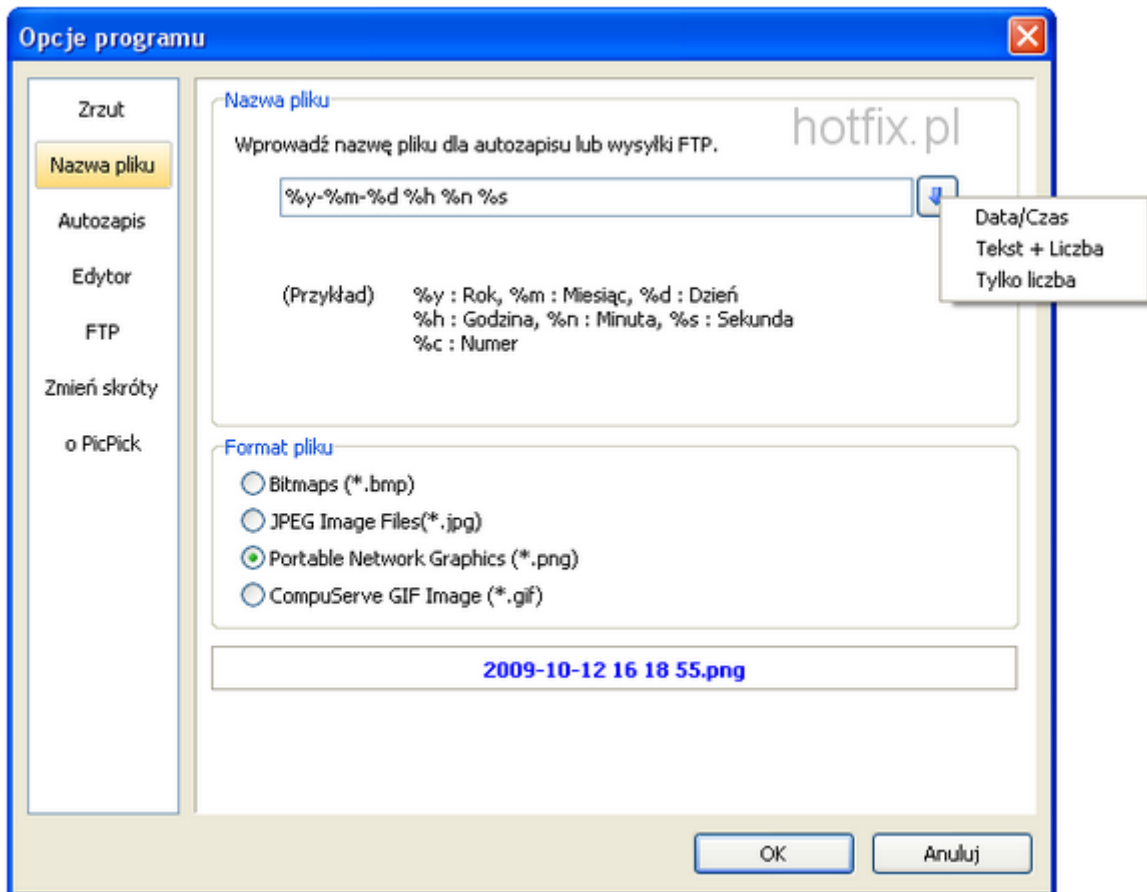 Opcje programu
Zrzut
Nazwa pliku
Autozapis
Edytor
FTP
Zmień skróty
o PicPick
Nazwa pliku
hotfix.pl
Wprowadź nazwę pliku dla autozapisu lub wysyłki FTP.
%y-%m-%d %h %n %s
Data/Czas
Tekst + Liczba
Tylko liczba
(Przykład) %y : Rok, %m : Miesiąc, %d : Dzień
%h : Godzina, %n : Minuta, %s : Sekunda
%c : Numer
Format pliku
Bitmaps (*.bmp)
JPEG Image Files(*.jpg)
Portable Network Graphics (*.png)
CompuServe GIF Image (*.gif)
2009-10-12 16 18 55.png
OK Anuluj